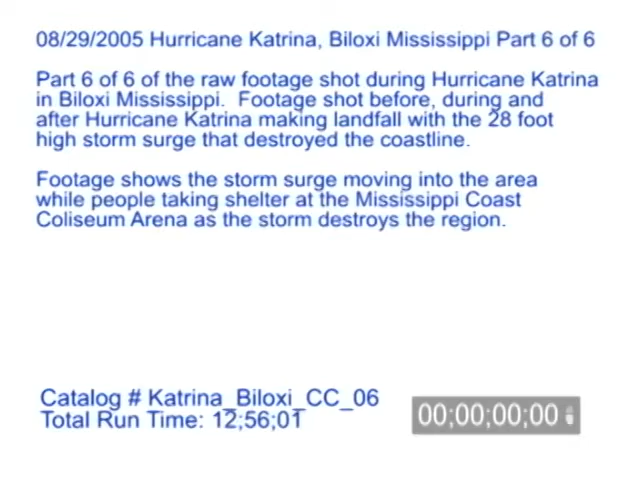 08/29/2005 Hurricane Katrina, Biloxi Mississippi Part 6 of 6
Part 6 of 6 of the raw footage shot during Hurricane Katrina
in Biloxi Mississippi. Footage shot before, during and
after Hurricane Katrina making landfall with the 28 foot
high storm surge that destroyed the coastline.
Footage shows the storm surge moving into the area
while people taking shelter at the Mississippi Coast
Coliseum Arena as the storm destroys the region.
Catalog # Katrina_Biloxi_CC_06
Total Run Time: 12;56;01
00;00;00;00